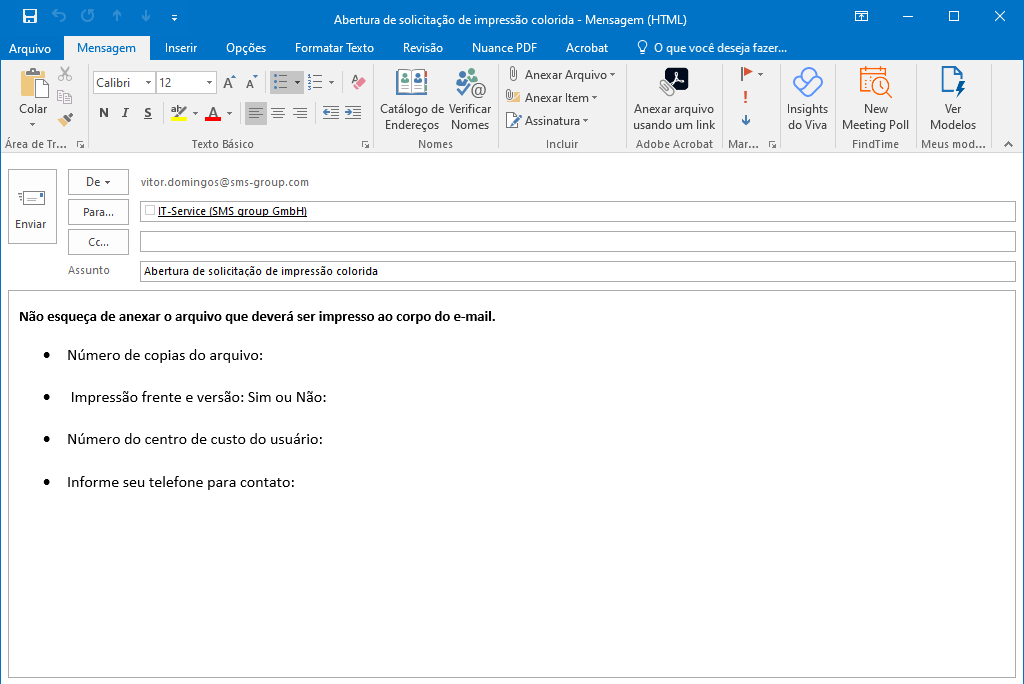 Abertura de solicitação de impressão colorida - Mensagem (HTML)
Arquivo Mensagem Inserir Opções Formatar Texto Revisão Nuance PDF Acrobat O que você deseja fazer...
Colar
Área de Tr...
Calibri 12
N I S
Texto Básico
Catálogo de Endereços
Verificar Nomes
Nomes
Anexar Arquivo
Anexar Item
Assinatura
Incluir
Anexar arquivo
usando um link
Adobe Acrobat
Mar...
Insights
do Viva
New
Meeting Poll
FindTime
Ver
Modelos
Meus mod...
Enviar
De vitor.domingos@sms-group.com
Para... IT-Service (SMS group GmbH)
Cc...
Assunto Abertura de solicitação de impressão colorida
Não esqueça de anexar o arquivo que deverá ser impresso ao corpo do e-mail.
• Número de copias do arquivo:
• Impressão frente e versão: Sim ou Não:
• Número do centro de custo do usuário:
• Informe seu telefone para contato: